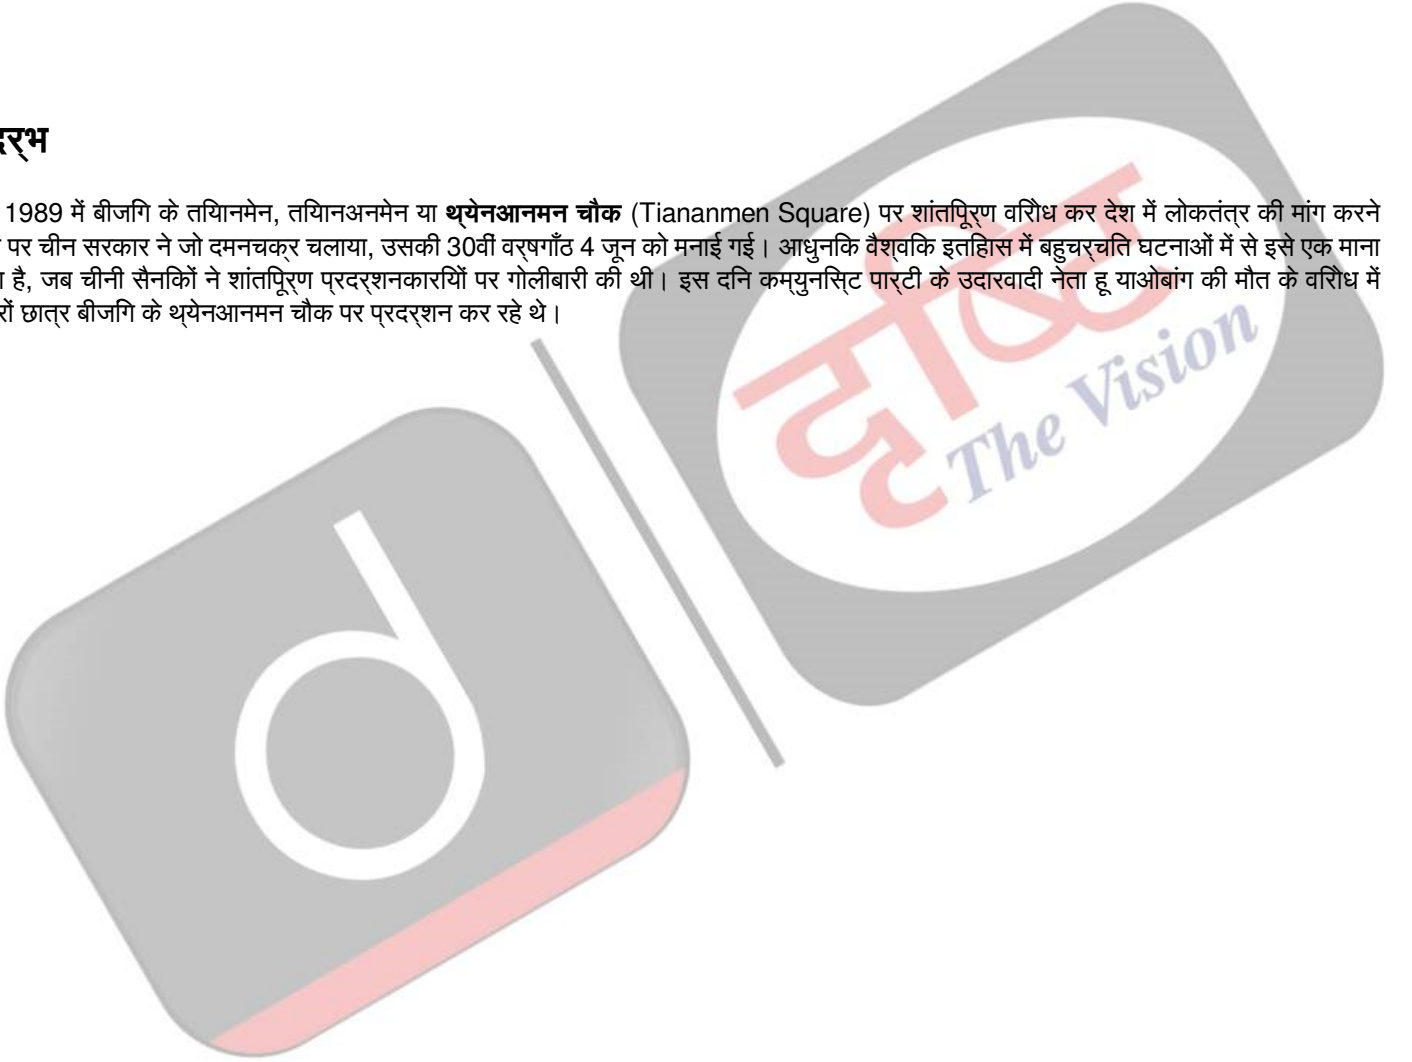 दर्भ
1989 में बीजिंग के तियानमेन, तियानअनमेन या थ्येनआनमन चौक (Tiananmen Square) पर शांतिपूर्ण विरोध कर देश में लोकतंत्र की मांग करने
पर चीन सरकार ने जो दमनचक्र चलाया, उसकी 30वीं वर्षगाँठ 4 जून को मनाई गई। आधुनिक वैश्विक इतिहास में बहुचर्चित घटनाओं में से इसे एक माना
है, जब चीनी सैनिकों ने शांतिपूर्ण प्रदर्शनकारियों पर गोलीबारी की थी। इस दिन कम्युनिस्ट पार्टी के उदारवादी नेता हू याओबांग की मौत के विरोध में
रों छात्र बीजिंग के थ्येनआनमन चौक पर प्रदर्शन कर रहे थे।
दृष्टि
The Vision
d